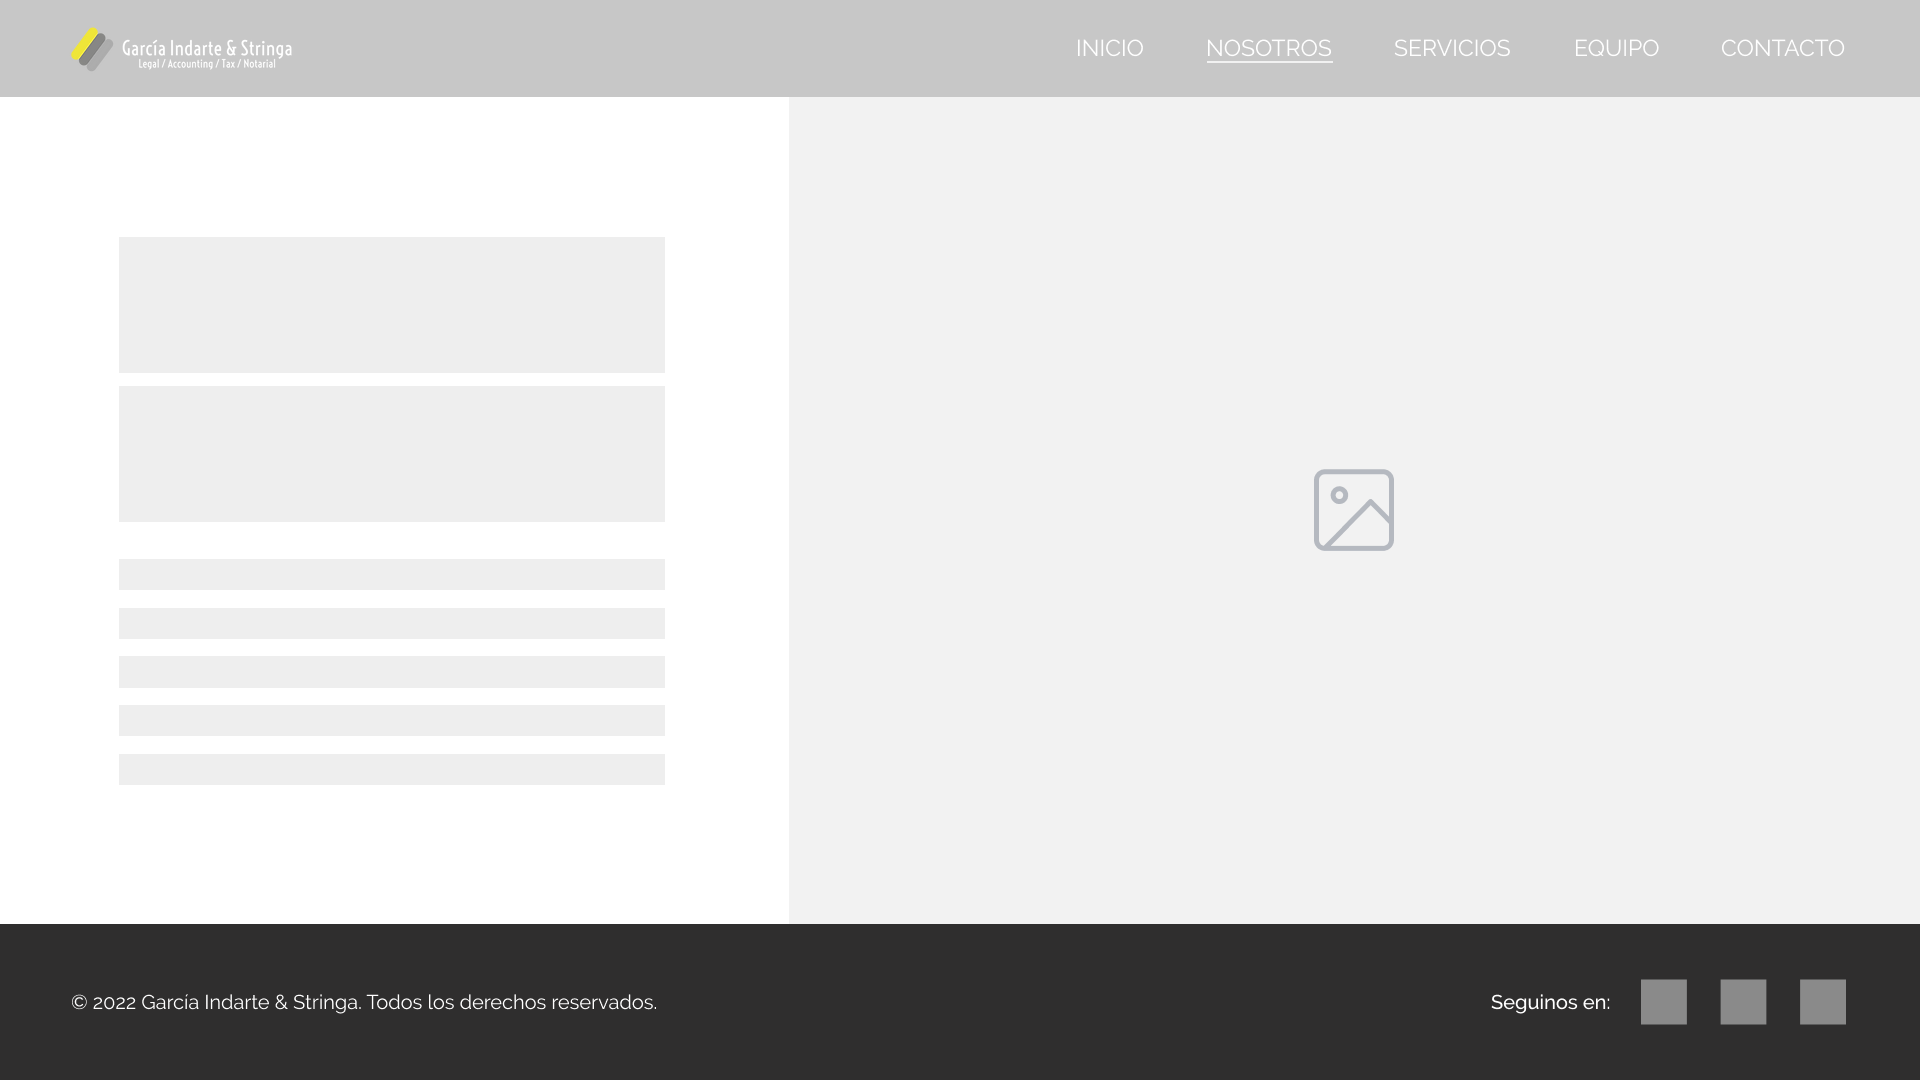 García Indarte & Stringa
Legal / Accounting / Tax / Notarial
INICIO NOSOTROS SERVICIOS EQUIPO CONTACTO
© 2022 García Indarte & Stringa. Todos los derechos reservados.
Seguinos en: